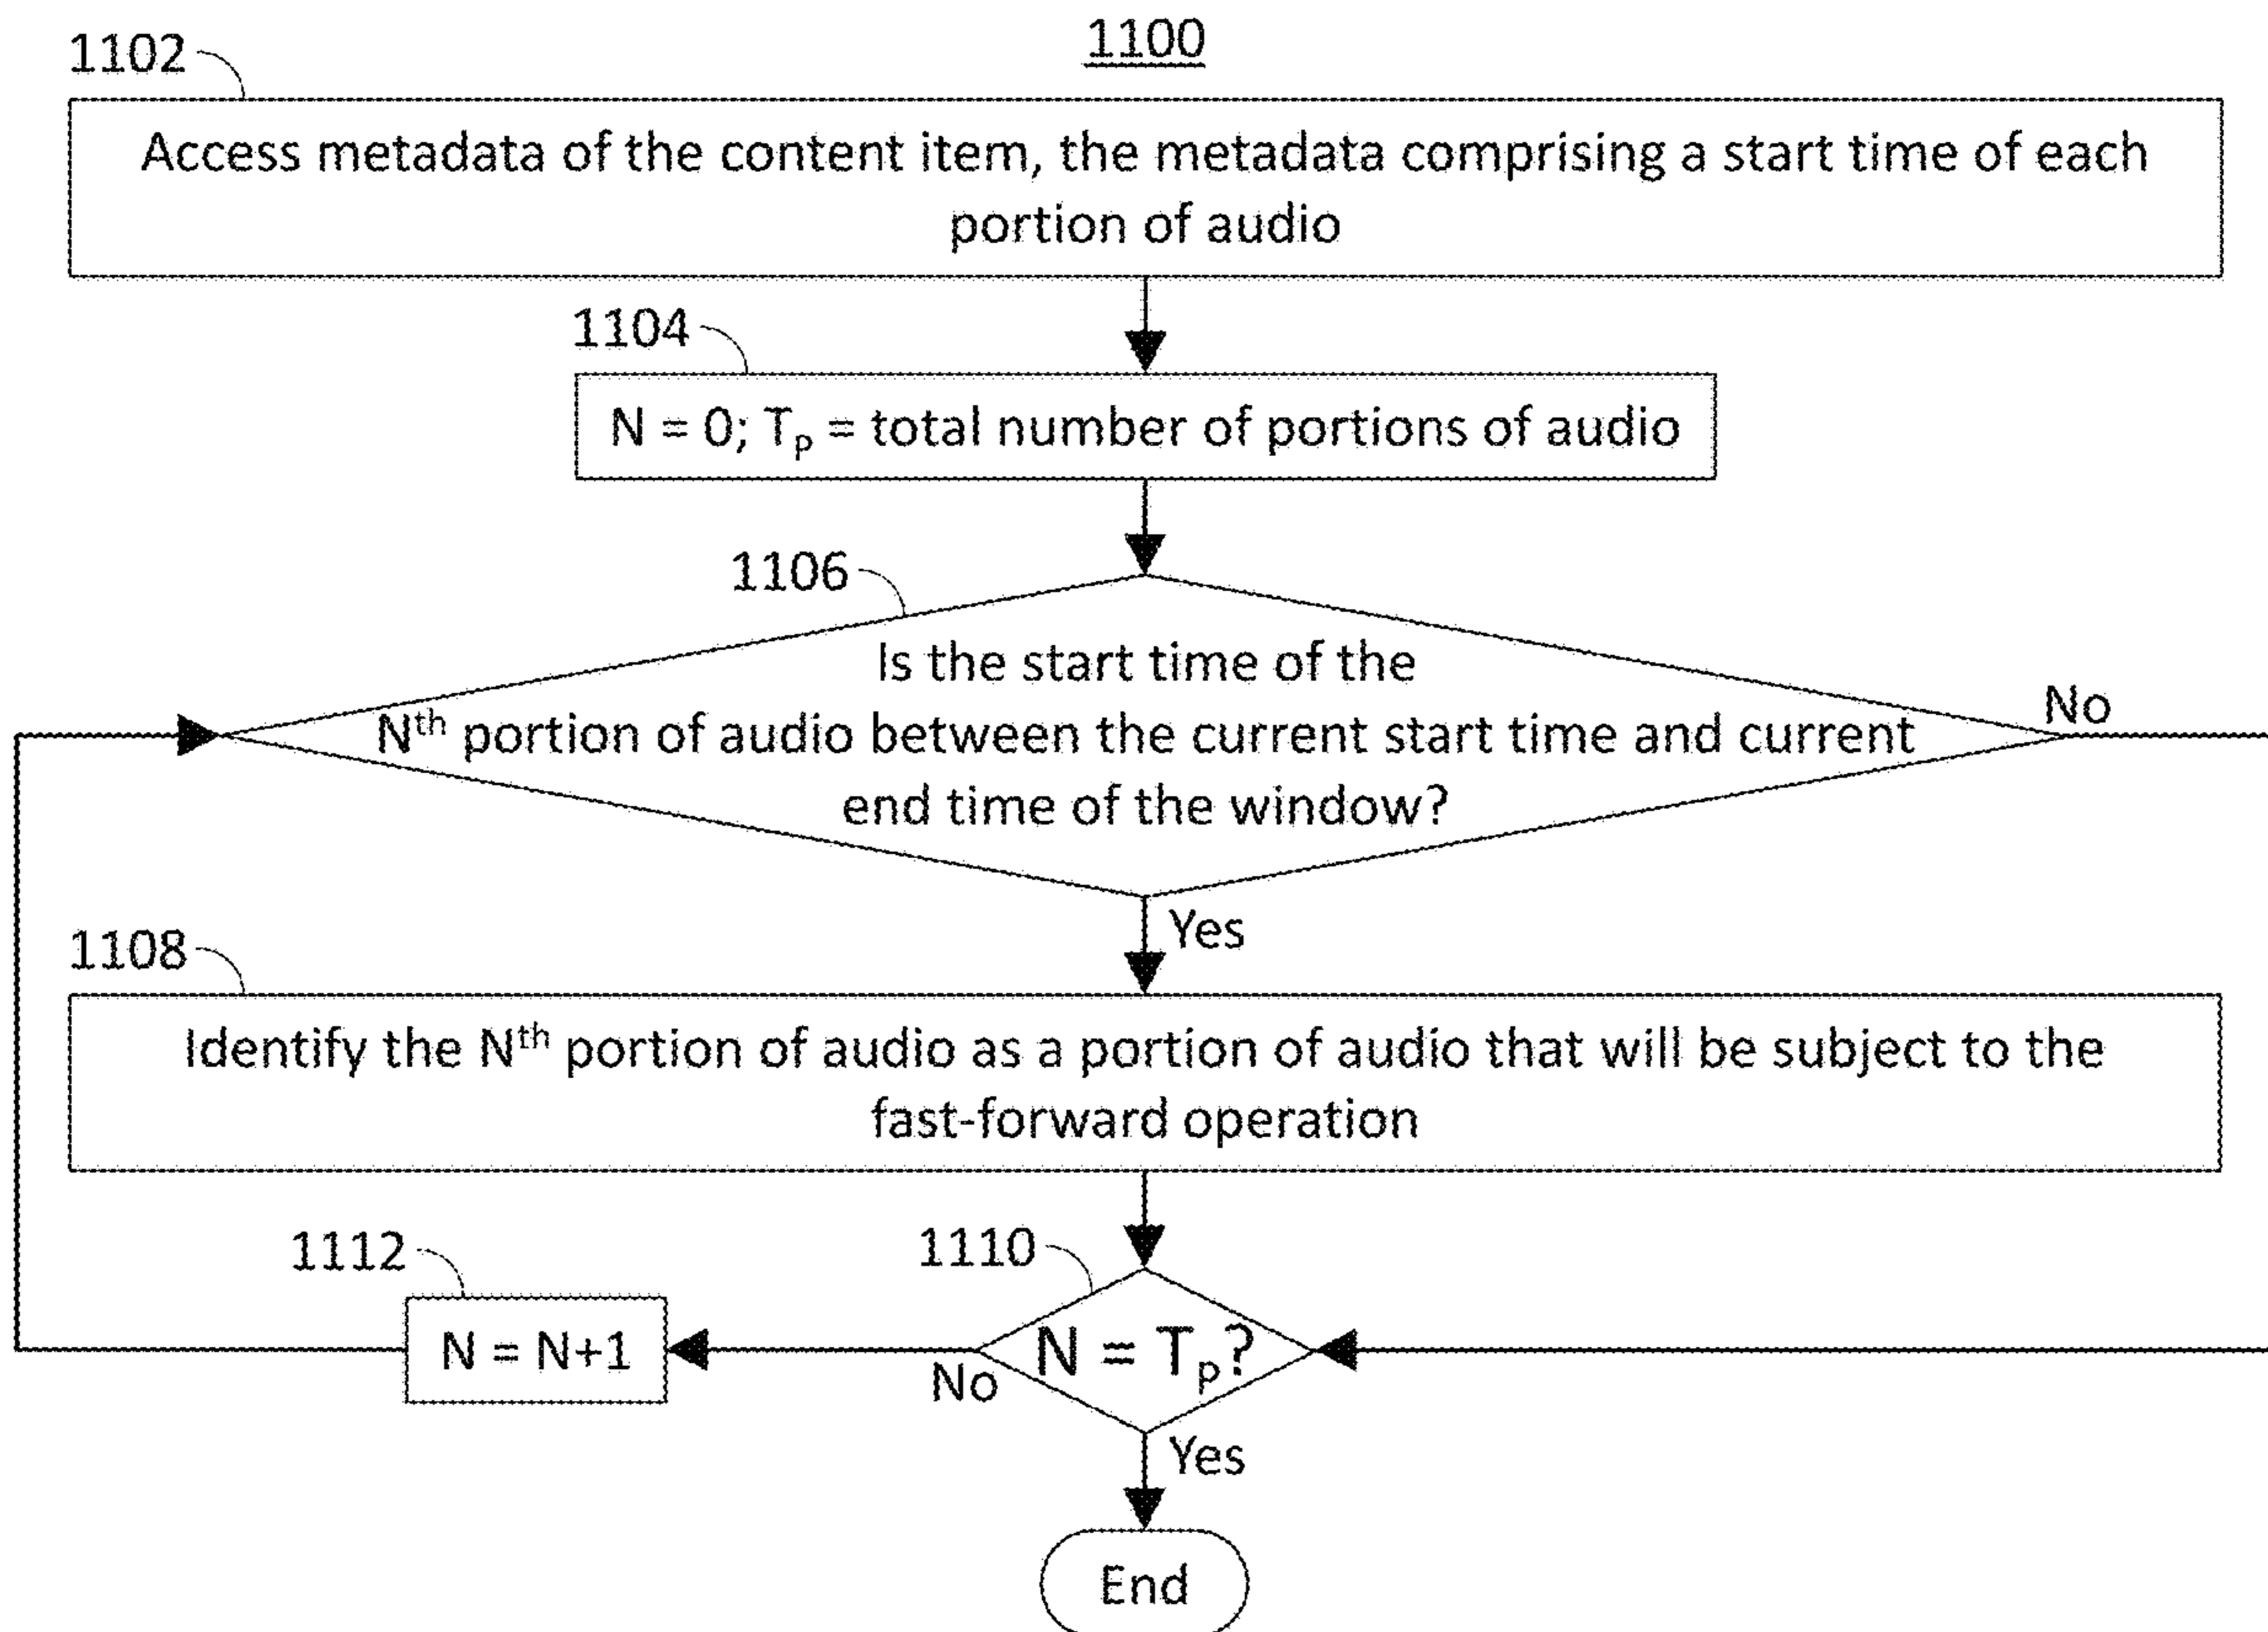 1100
1102
Access metadata of the content item, the metadata comprising a start time of each
portion of audio
1104
N = 0; Tₚ = total number of portions of audio
1106
Is the start time of the
Nᵗʰ portion of audio between the current start time and current
end time of the window?
No
Yes
1108
Identify the Nᵗʰ portion of audio as a portion of audio that will be subject to the
fast-forward operation
1112
1110
N = N+1
N = Tₚ?
No
Yes
End